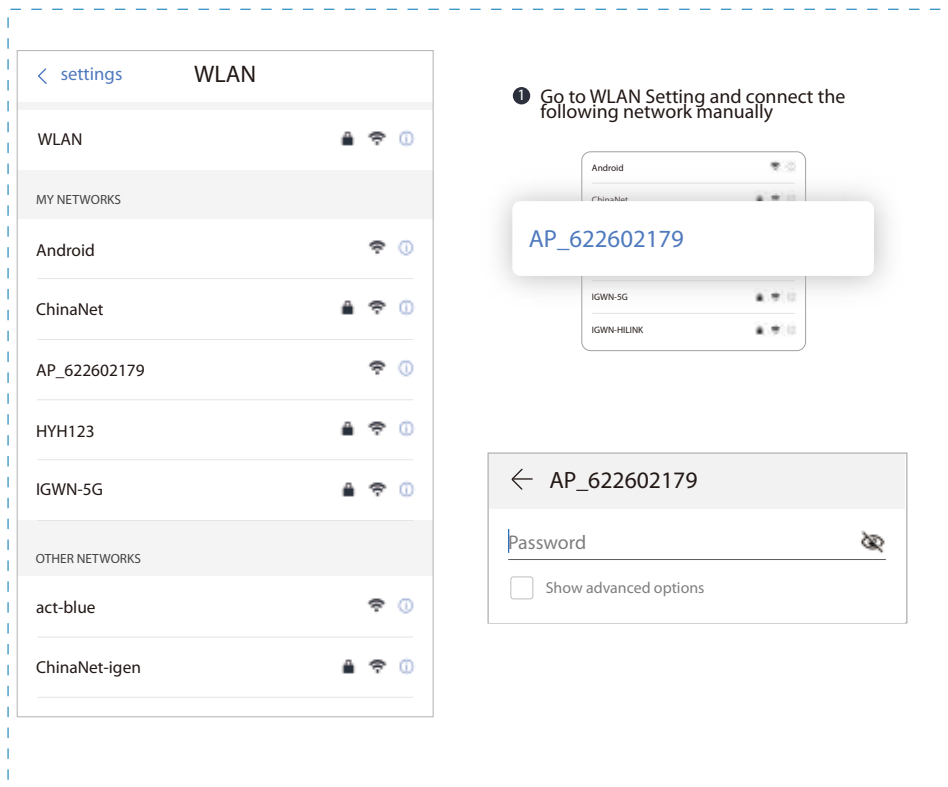 settings WLAN
WLAN
MY NETWORKS
Android
ChinaNet
AP_622602179
HYH123
IGWN-5G
OTHER NETWORKS
act-blue
ChinaNet-igen
1 Go to WLAN Setting and connect the
following network manually
Android
ChinaNet
AP_622602179
IGWN-5G
IGWN-HILINK
AP_622602179
Password
Show advanced options